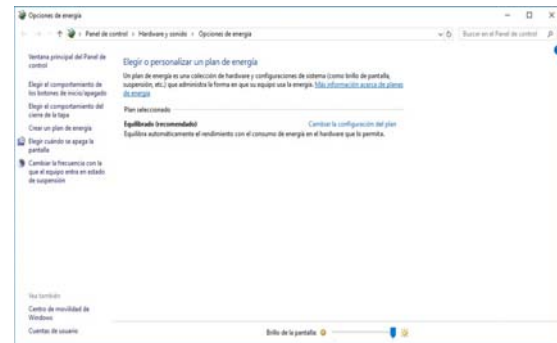 Opciones de energía
Panel de control > Hardware y sonido > Opciones de energía
Buscar en el Panel de control
Ventana principal del Panel de
control
Elegir el comportamiento de
los botones de inicio/apagado
Elegir el comportamiento del
cierre de la tapa
Crear un plan de energía
Elegir cuándo se apaga la
pantalla
Cambiar la frecuencia con la
que el equipo entra en estado
de suspensión
Elegir o personalizar un plan de energía
Un plan de energía es una colección de hardware y configuraciones de sistema (como brillo de pantalla,
suspensión, etc.) que administra la forma en que su equipo usa la energía. Más información acerca de planes
de energía
Plan seleccionado
Equilibrado (recomendado) Cambiar la configuración del plan
Equilibra automáticamente el rendimiento con el consumo de energía en el hardware que lo permita.
Vea también
Centro de movilidad de
Windows
Cuentas de usuario
Brillo de la pantalla: